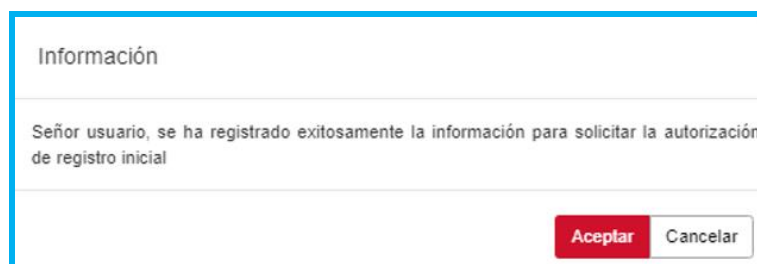 Información
Señor usuario, se ha registrado exitosamente la información para solicitar la autorización
de registro inicial
Aceptar Cancelar